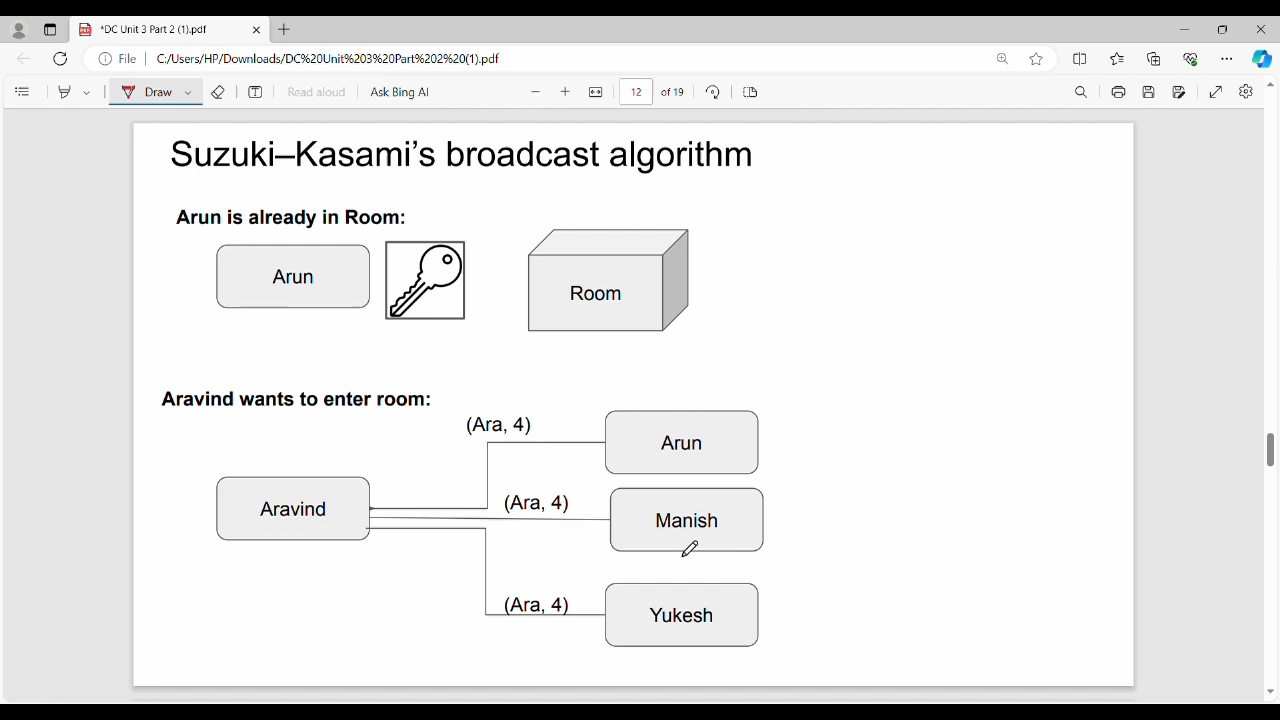 *DC Unit 3 Part 2 (1).pdf
File
C:/Users/HP/Downloads/DC%20Unit%203%20Part%202%20(1).pdf
Draw
Read aloud
Ask Bing AI
12 of 19
Suzuki–Kasami’s broadcast algorithm
Arun is already in Room:
Arun
Room
Aravind wants to enter room:
(Ara, 4)
Arun
Aravind
(Ara, 4)
Manish
(Ara, 4)
Yukesh